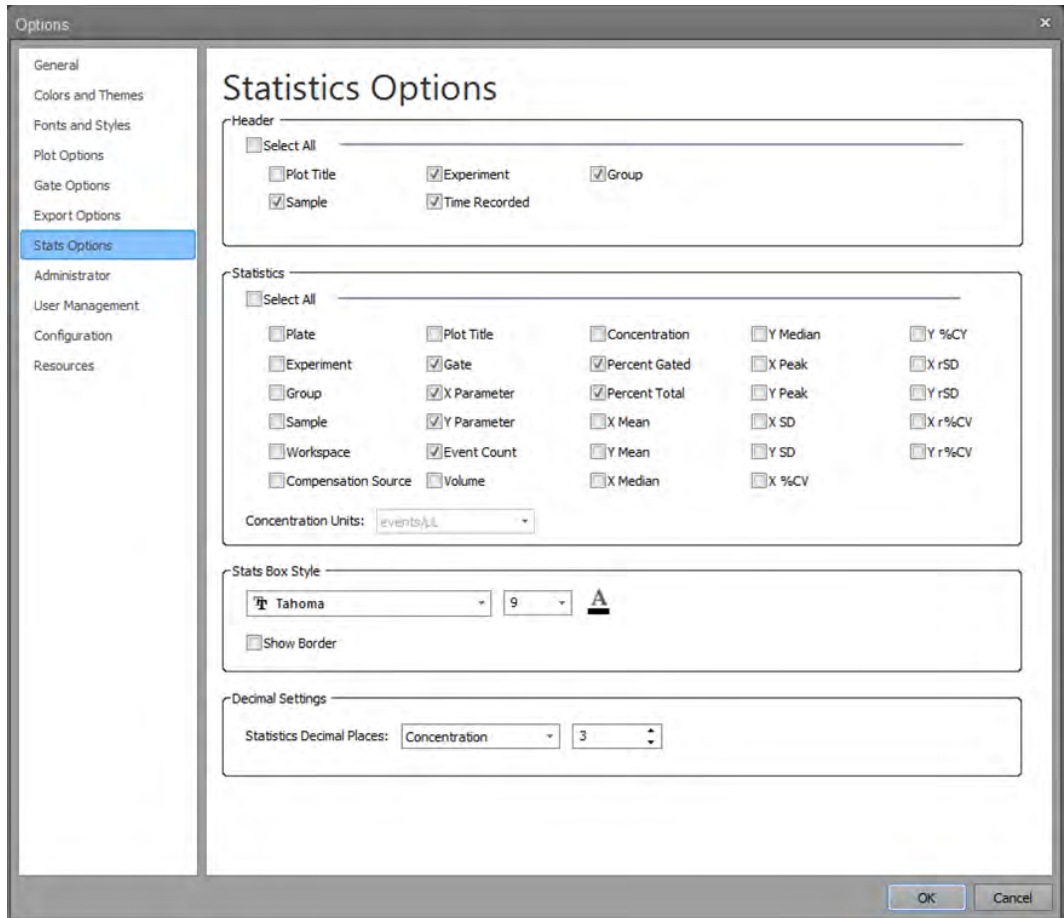 Options
General
Colors and Themes
Fonts and Styles
Plot Options
Gate Options
Export Options
Stats Options
Administrator
User Management
Configuration
Resources
Statistics Options
Header
Select All
Plot Title Experiment Group
Sample Time Recorded
Statistics
Select All
Plate Plot Title Concentration Y Median Y %CY
Experiment Gate Percent Gated X Peak X rSD
Group X Parameter Percent Total Y Peak Y rSD
Sample Y Parameter X Mean X SD X r%CV
Workspace Event Count Y Mean Y SD Y r%CV
Compensation Source Volume X Median X %CV
Concentration Units: events/µL
Stats Box Style
Tahoma 9 A
Show Border
Decimal Settings
Statistics Decimal Places: Concentration 3
OK Cancel